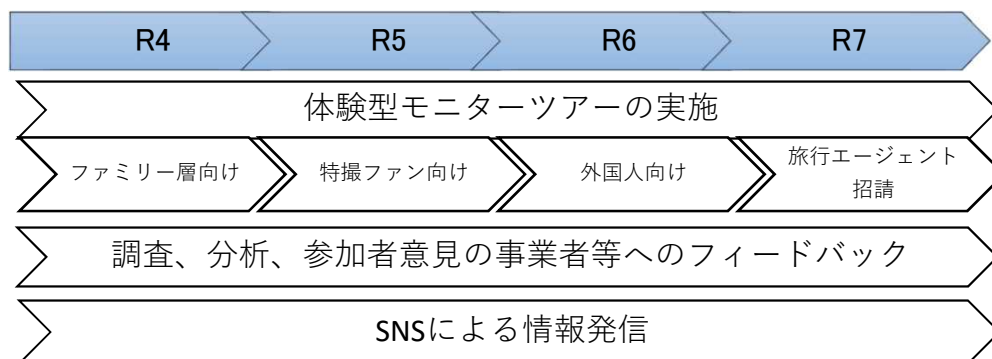 R4 R5 R6 R7
体験型モニターツアーの実施
ファミリー層向け 特撮ファン向け 外国人向け 旅行エージェント
招請
調査、分析、参加者意見の事業者等へのフィードバック
SNSによる情報発信